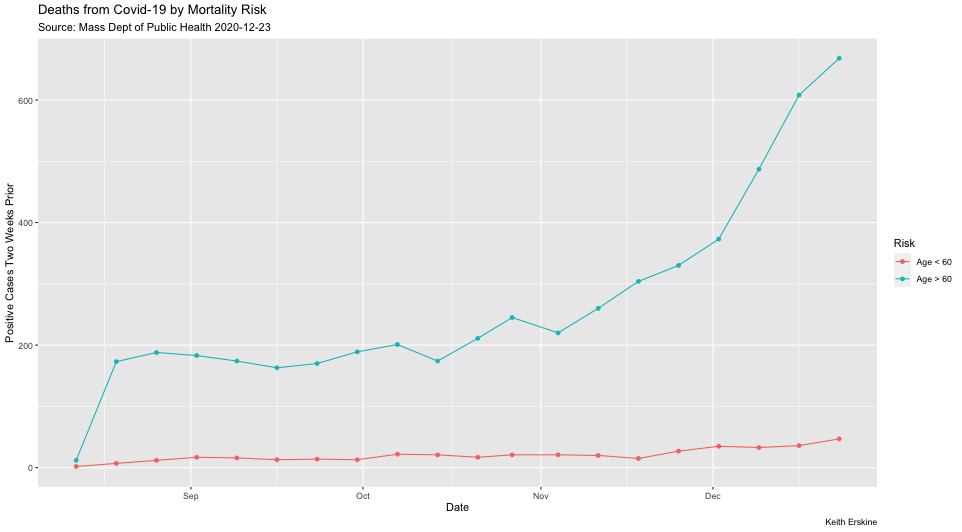 Deaths from Covid-19 by Mortality Risk
Source: Mass Dept of Public Health 2020-12-23
Positive Cases Two Weeks Prior
600
400
200
0
Sep
Oct
Nov
Dec
Date
Risk
Age < 60
Age > 60
Keith Erskine